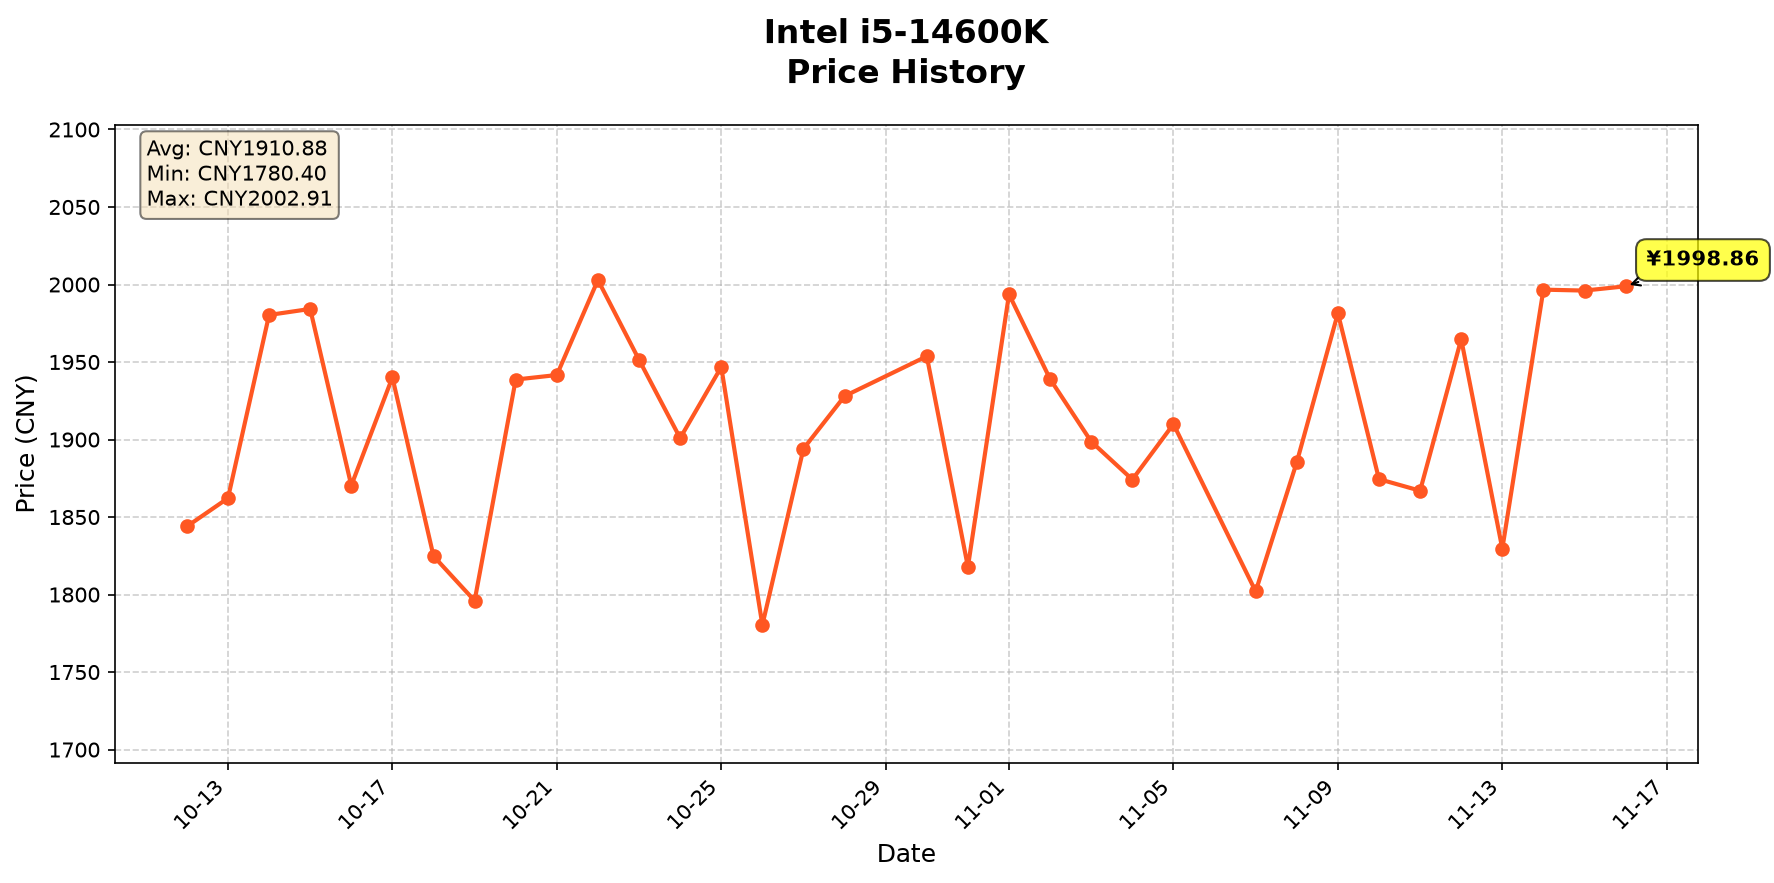 Intel i5-14600K
Price History
Avg: CNY1910.88
Min: CNY1780.40
Max: CNY2002.91
¥1998.86
Price (CNY)
2100
2050
2000
1950
1900
1850
1800
1750
1700
10-13
10-17
10-21
10-25
10-29
11-01
11-05
11-09
11-13
11-17
Date